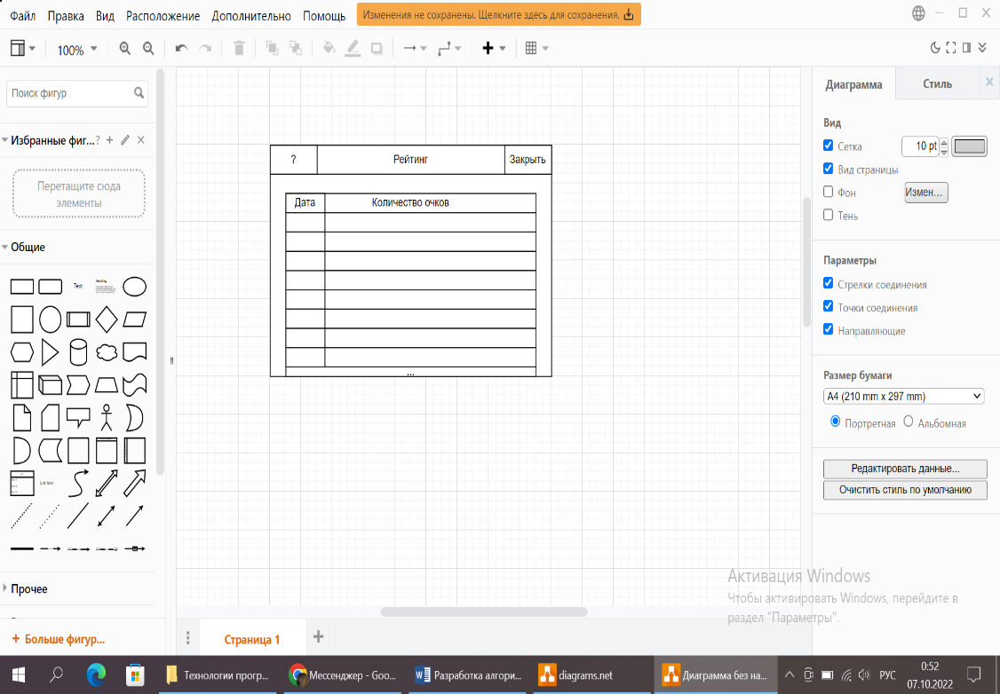 Файл Правка Вид Расположение Дополнительно Помощь Изменения не сохранены. Щелкните здесь для сохранения.
100%
Поиск фигур
Избранные фиг... ?
Перетащите сюда
элементы
Общие
Text
Heading
List Item
Прочее
+ Больше фигур...
? Рейтинг Закрыть
Дата Количество очков
...
Страница 1
Диаграмма Стиль
Вид
Сетка 10 pt
Вид страницы
Фон Измен...
Тень
Параметры
Стрелки соединения
Точки соединения
Направляющие
Размер бумаги
A4 (210 mm x 297 mm)
Портретная Альбомная
Редактировать данные...
Очистить стиль по умолчанию
Активация Windows
Чтобы активировать Windows, перейдите в
раздел "Параметры".
Технологии програ... Мессенджер - Goo... Разработка алгори... diagrams.net Диаграмма без на... РУС
0:52
07.10.2022